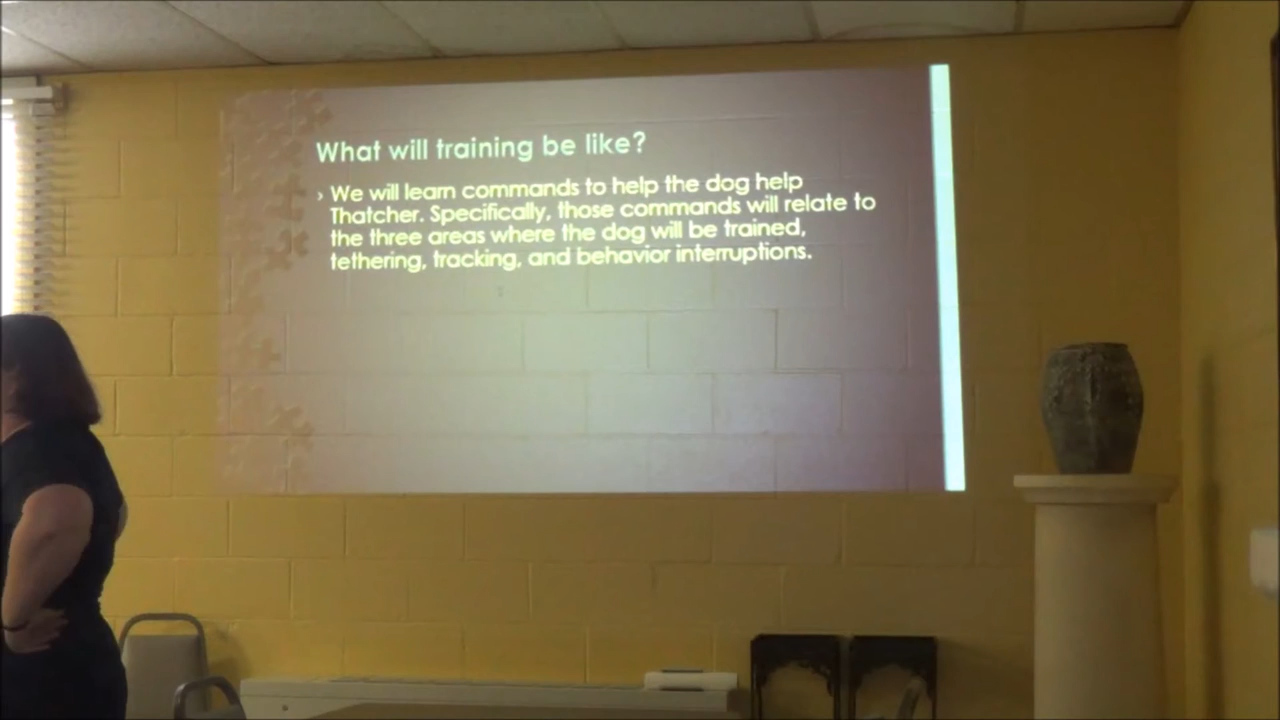 What will training be like?
› We will learn commands to help the dog help
Thatcher. Specifically, those commands will relate to
the three areas where the dog will be trained,
tethering, tracking, and behavior interruptions.